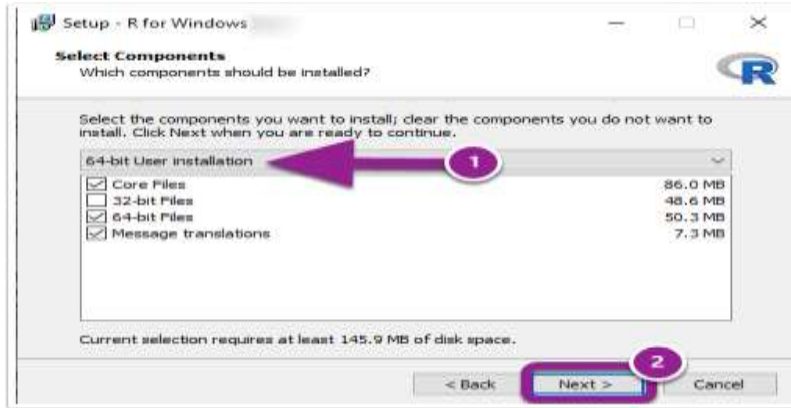 Setup - R for Windows
Select Components
Which components should be installed?
R
Select the components you want to install; clear the components you do not want to
install. Click Next when you are ready to continue.
64-bit User installation
1
Core Files 86.0 MB
32-bit Files 48.6 MB
64-bit Files 50.3 MB
Message translations 7.3 MB
Current selection requires at least 145.9 MB of disk space.
2
< Back Next > Cancel